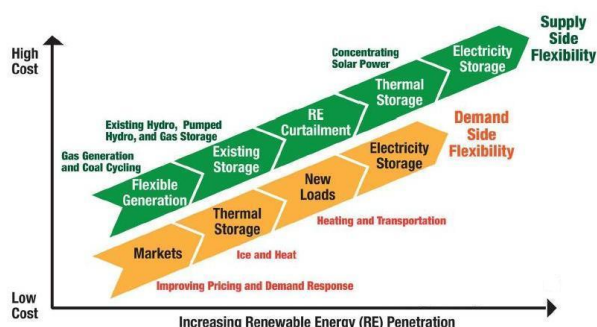 Supply
Side
Flexibility
High
Cost
Concentrating
Solar Power
Electricity
Storage
Thermal
Storage
RE
Curtailment
Existing Hydro, Pumped
Hydro, and Gas Storage
Existing
Storage
Gas Generation
and Coal Cycling
Flexible
Generation
Demand
Side
Flexibility
Electricity
Storage
New
Loads
Heating and Transportation
Thermal
Storage
Ice and Heat
Markets
Improving Pricing and Demand Response
Low
Cost
Increasing Renewable Energy (RE) Penetration